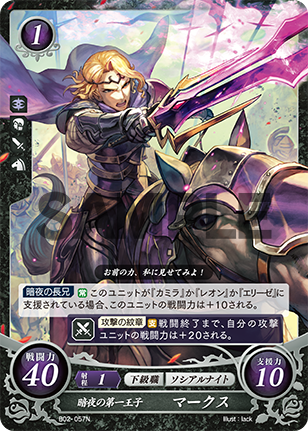 1
SAMPLE
お前の力、私に見せてみよ！
暗夜の長兄 常 このユニットが『カミラ』か『レオン』か『エリーゼ』に
支援されている場合、このユニットの戦闘力は＋10される。
攻撃の紋章 支 戦闘終了まで、自分の攻撃
ユニットの戦闘力は＋20される。
戦闘力
40
射程 1 下級職 ソシアルナイト
支援力
10
暗夜の第一王子 マークス
B02-057N
Illust : lack